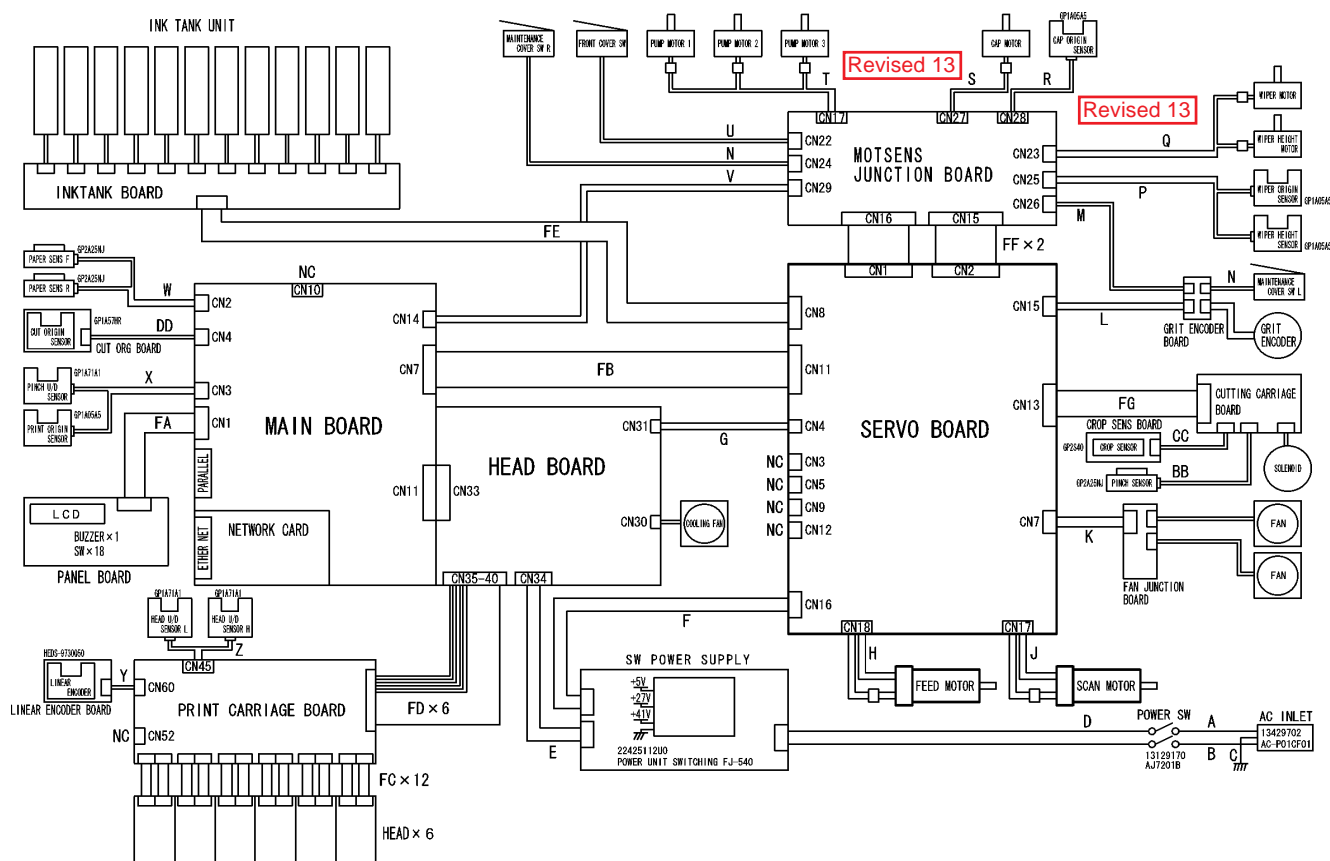 INK TANK UNIT
INKTANK BOARD
MAINTENANCE
COVER SW R
FRONT COVER SW
PUMP MOTOR 1
PUMP MOTOR 2
PUMP MOTOR 3
CAP MOTOR
GP1A05A5
CAP ORIGIN
SENSOR
Revised 13
Revised 13
T
S
R
CN17
CN27
CN28
U
N
V
CN22
CN24
CN29
MOTSENS
JUNCTION BOARD
CN23
CN25
CN26
CN16
CN15
Q
P
M
WIPER MOTOR
WIPER HEIGHT
MOTOR
WIPER ORIGIN
SENSOR
GP1A05A5
WIPER HEIGHT
SENSOR
GP1A05A5
FF×2
FE
GP2A25NJ
PAPER SENS F
GP2A25NJ
PAPER SENS R
W
GP1A57HR
CUT ORIGIN
SENSOR
DD
CUT ORG BOARD
GP1A71A1
PINCH U/D
SENSOR
X
GP1A05A5
PRINT ORIGIN
SENSOR
FA
NC
CN10
CN2
CN4
CN3
CN1
CN14
CN7
CN11
MAIN BOARD
PARALLEL
ETHER NET
NETWORK CARD
LCD
BUZZER×1
SW×18
PANEL BOARD
FB
HEAD BOARD
CN31
CN33
CN30
G
COOLING FAN
CN35-40
CN34
CN1
CN2
CN8
CN11
CN4
NC
CN3
NC
CN5
NC
CN9
NC
CN12
CN16
SERVO BOARD
CN15
CN13
CN7
CN18
CN17
L
N
MAINTENANCE
COVER SW L
GRIT ENCODER
BOARD
GRIT
ENCODER
FG
CUTTING CARRIAGE
BOARD
CROP SENS BOARD
GP2S40
CROP SENSOR
CC
GP2A25NJ
PINCH SENSOR
BB
SOLENOID
K
FAN
FAN
FAN JUNCTION
BOARD
F
H
J
FEED MOTOR
SCAN MOTOR
GP1A71A1
HEAD U/D
SENSOR L
GP1A71A1
HEAD U/D
SENSOR H
Z
CN45
HEDS-9730050
LINEAR
ENCODER
LINEAR ENCODER BOARD
Y
CN60
NC
CN52
PRINT CARRIAGE BOARD
FD×6
E
FC×12
HEAD×6
SW POWER SUPPLY
+5V
+27V
+41V
22425112U0
POWER UNIT SWITCHING FJ-540
D
POWER SW
13129170
AJ7201B
A
B
C
AC INLET
13429702
AC-P01CF01